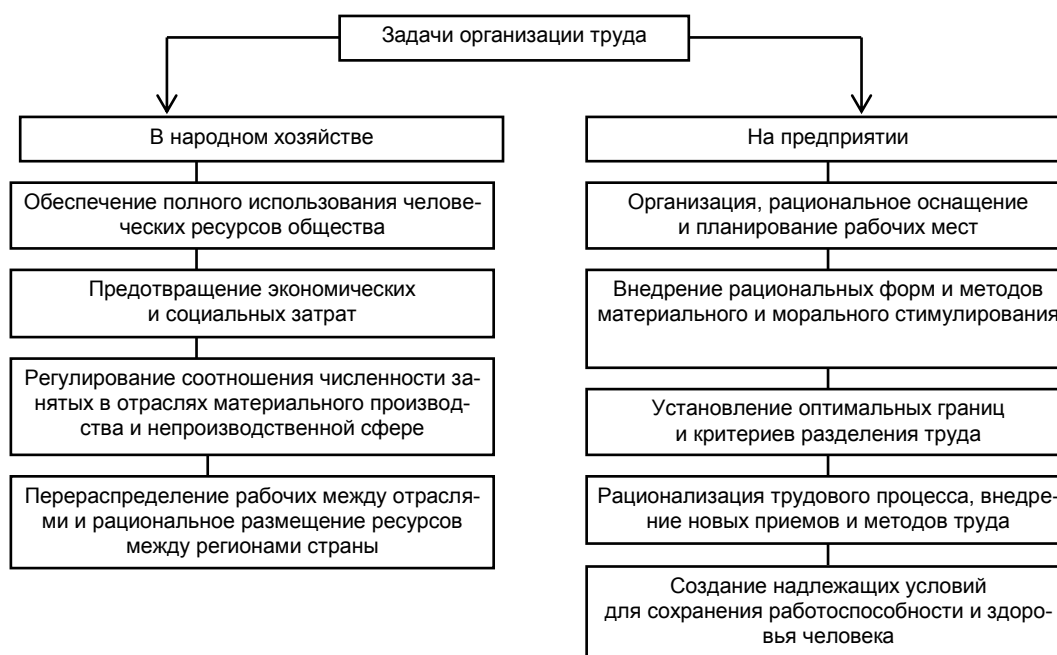 Задачи организации труда
В народном хозяйстве
Обеспечение полного использования челове-
ческих ресурсов общества
Предотвращение экономических
и социальных затрат
Регулирование соотношения численности за-
нятых в отраслях материального производ-
ства и непроизводственной сфере
Перераспределение рабочих между отрасля-
ми и рациональное размещение ресурсов
между регионами страны
На предприятии
Организация, рациональное оснащение
и планирование рабочих мест
Внедрение рациональных форм и методов
материального и морального стимулирования
Установление оптимальных границ
и критериев разделения труда
Рационализация трудового процесса, внедре-
ние новых приемов и методов труда
Создание надлежащих условий
для сохранения работоспособности и здоро-
вья человека